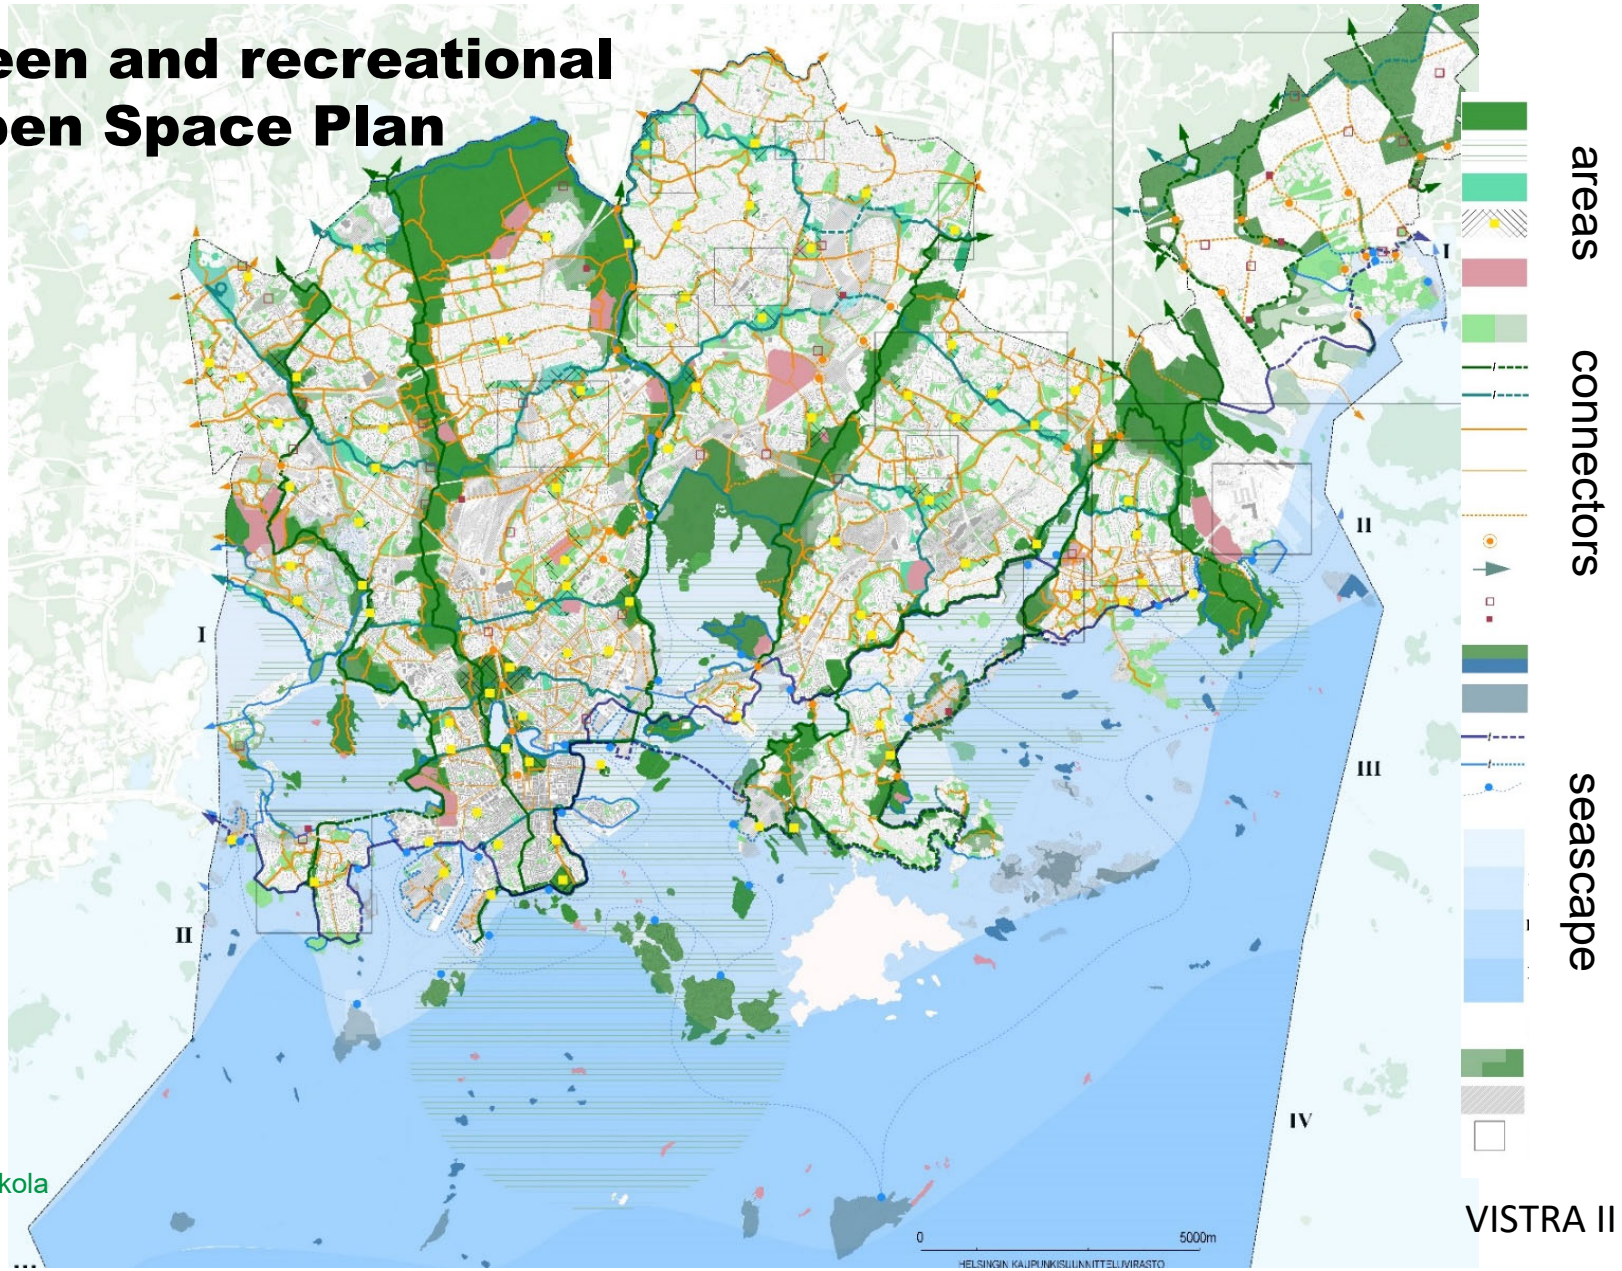 een and recreational
pen Space Plan
areas
connectors
seascape
I
I
II
II
III
IV
kola
0 5000m
HELSINGIN KAUPUNKISUUNNITTELUVIRASTO
VISTRA II